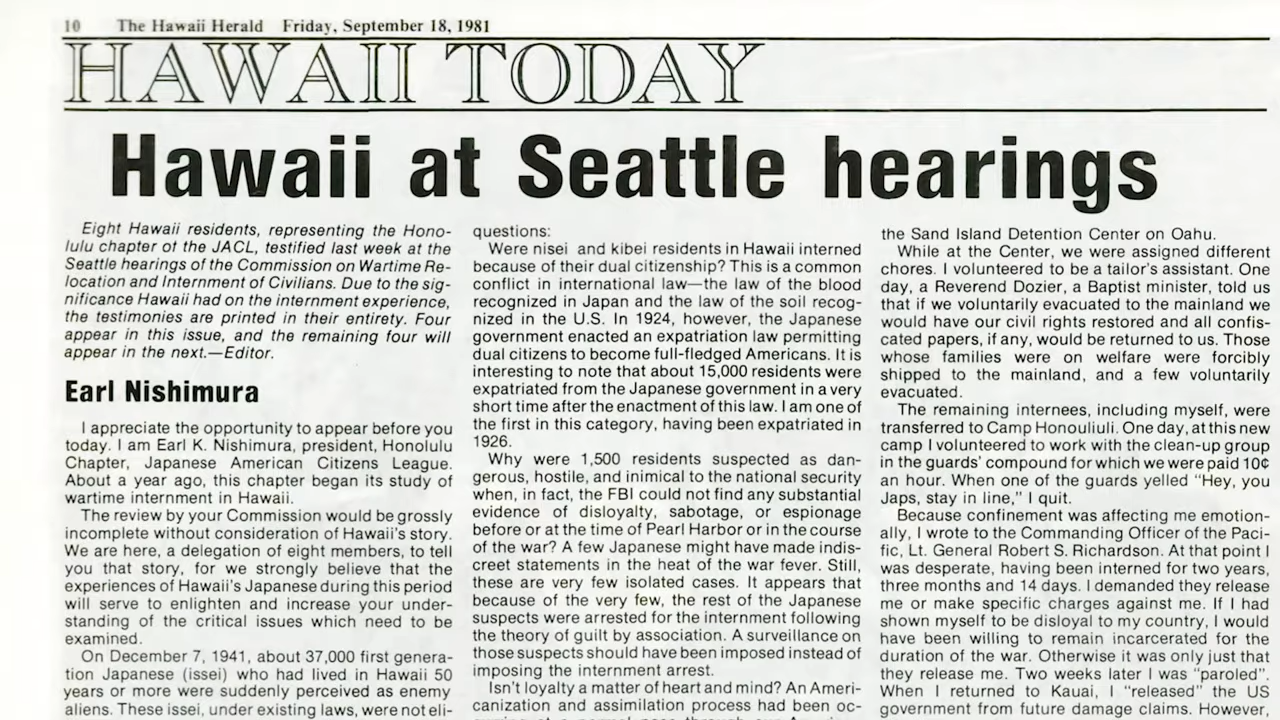 10 The Hawaii Herald Friday, September 18, 1981
HAWAII TODAY
Hawaii at Seattle hearings
Eight Hawaii residents, representing the Hono-
lulu chapter of the JACL, testified last week at the
Seattle hearings of the Commission on Wartime Re-
location and Internment of Civilians. Due to the sig-
nificance Hawaii had on the internment experience,
the testimonies are printed in their entirety. Four
appear in this issue, and the remaining four will
appear in the next.—Editor.
Earl Nishimura
I appreciate the opportunity to appear before you
today. I am Earl K. Nishimura, president, Honolulu
Chapter, Japanese American Citizens League.
About a year ago, this chapter began its study of
wartime internment in Hawaii.
The review by your Commission would be grossly
incomplete without consideration of Hawaii's story.
We are here, a delegation of eight members, to tell
you that story, for we strongly believe that the
experiences of Hawaii's Japanese during this period
will serve to enlighten and increase your under-
standing of the critical issues which need to be
examined.
On December 7, 1941, about 37,000 first genera-
tion Japanese (issei) who had lived in Hawaii 50
years or more were suddenly perceived as enemy
aliens. These issei, under existing laws, were not eli-
questions:
Were nisei and kibei residents in Hawaii interned
because of their dual citizenship? This is a common
conflict in international law—the law of the blood
recognized in Japan and the law of the soil recog-
nized in the U.S. In 1924, however, the Japanese
government enacted an expatriation law permitting
dual citizens to become full-fledged Americans. It is
interesting to note that about 15,000 residents were
expatriated from the Japanese government in a very
short time after the enactment of this law. I am one of
the first in this category, having been expatriated in
1926.
Why were 1,500 residents suspected as dan-
gerous, hostile, and inimical to the national security
when, in fact, the FBI could not find any substantial
evidence of disloyalty, sabotage, or espionage
before or at the time of Pearl Harbor or in the course
of the war? A few Japanese might have made indis-
creet statements in the heat of the war fever. Still,
these are very few isolated cases. It appears that
because of the very few, the rest of the Japanese
suspects were arrested for the internment following
the theory of guilt by association. A surveillance on
those suspects should have been imposed instead of
imposing the internment arrest.
Isn't loyalty a matter of heart and mind? An Ameri-
canization and assimilation process had been oc-
the Sand Island Detention Center on Oahu.
While at the Center, we were assigned different
chores. I volunteered to be a tailor's assistant. One
day, a Reverend Dozier, a Baptist minister, told us
that if we voluntarily evacuated to the mainland we
would have our civil rights restored and all confis-
cated papers, if any, would be returned to us. Those
whose families were on welfare were forcibly
shipped to the mainland, and a few voluntarily
evacuated.
The remaining internees, including myself, were
transferred to Camp Honouliuli. One day, at this new
camp I volunteered to work with the clean-up group
in the guards' compound for which we were paid 10¢
an hour. When one of the guards yelled "Hey, you
Japs, stay in line," I quit.
Because confinement was affecting me emotion-
ally, I wrote to the Commanding Officer of the Paci-
fic, Lt. General Robert S. Richardson. At that point I
was desperate, having been interned for two years,
three months and 14 days. I demanded they release
me or make specific charges against me. If I had
shown myself to be disloyal to my country, I would
have been willing to remain incarcerated for the
duration of the war. Otherwise it was only just that
they release me. Two weeks later I was "paroled".
When I returned to Kauai, I "released" the US
government from future damage claims. However,